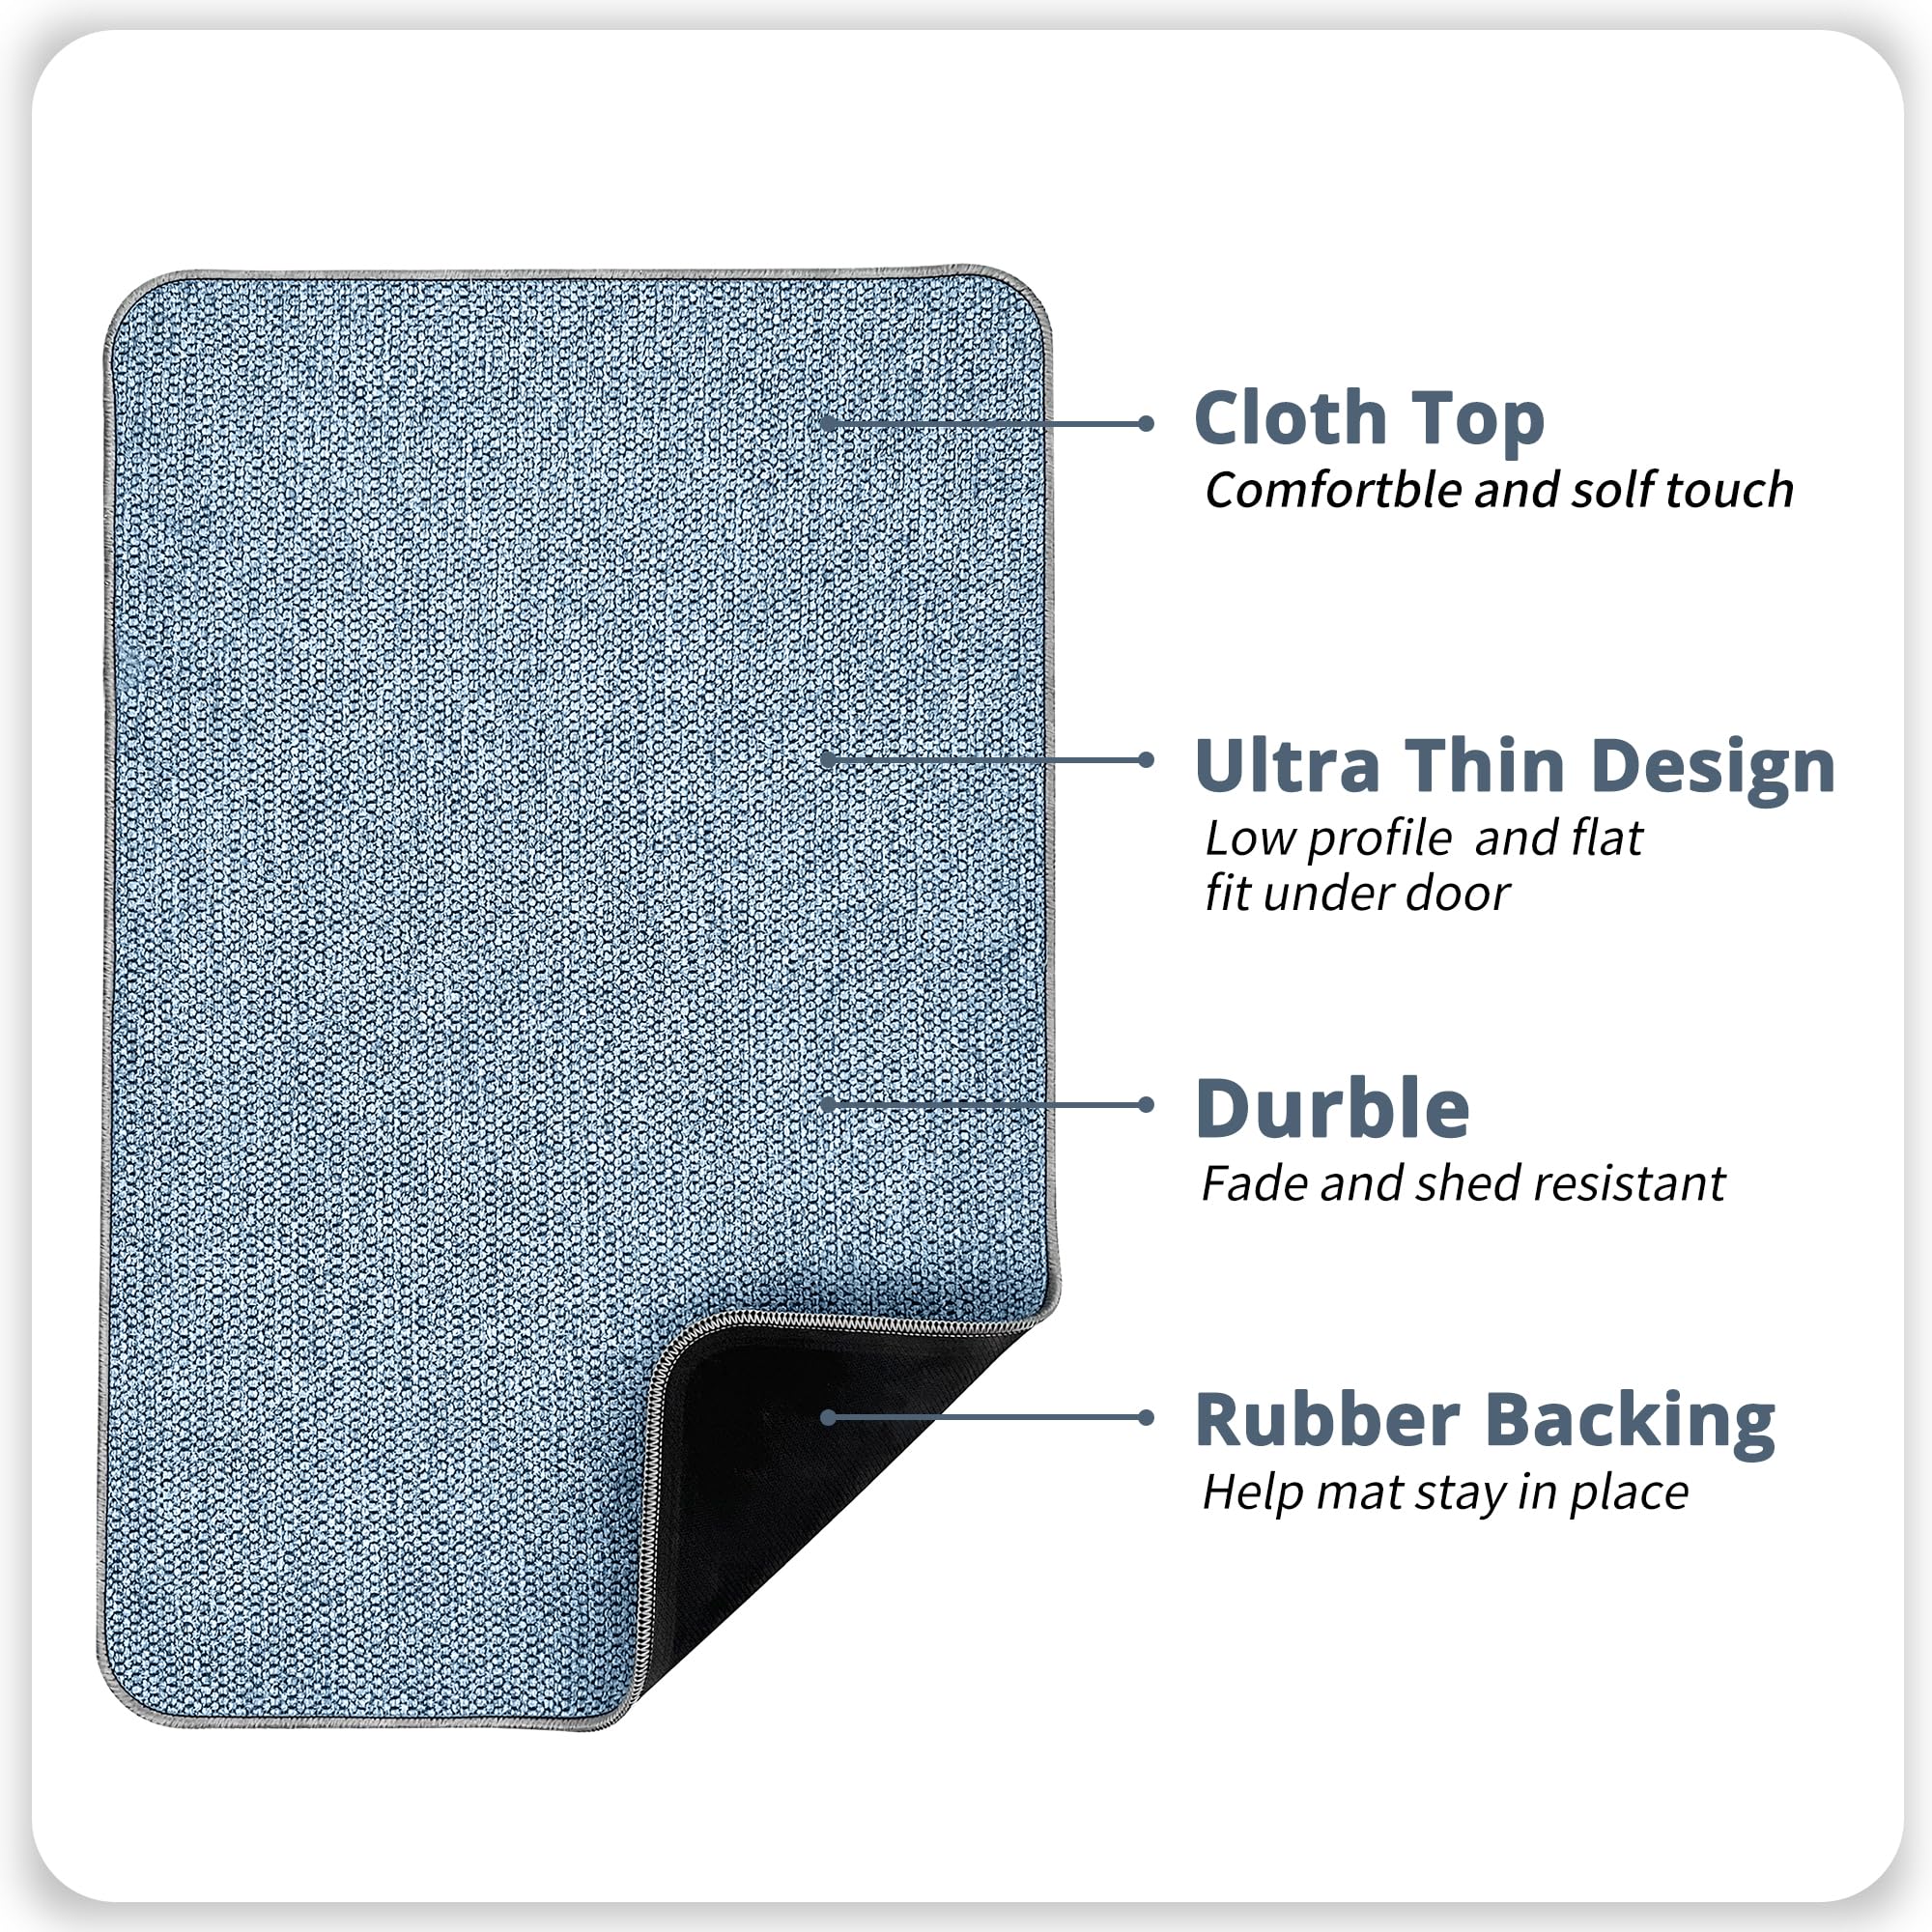 Cloth Top
Comfortble and solf touch
Ultra Thin Design
Low profile  and flat
fit under door
Durble
Fade and shed resistant
Rubber Backing
Help mat stay in place